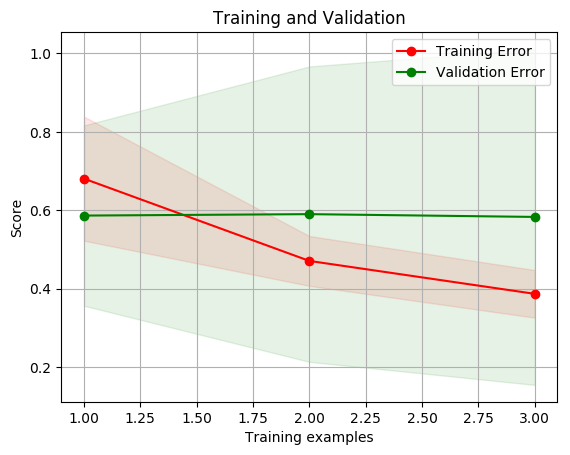 Training and Validation
Training Error
Validation Error
Score
1.0
0.8
0.6
0.4
0.2
1.00 1.25 1.50 1.75 2.00 2.25 2.50 2.75 3.00
Training examples